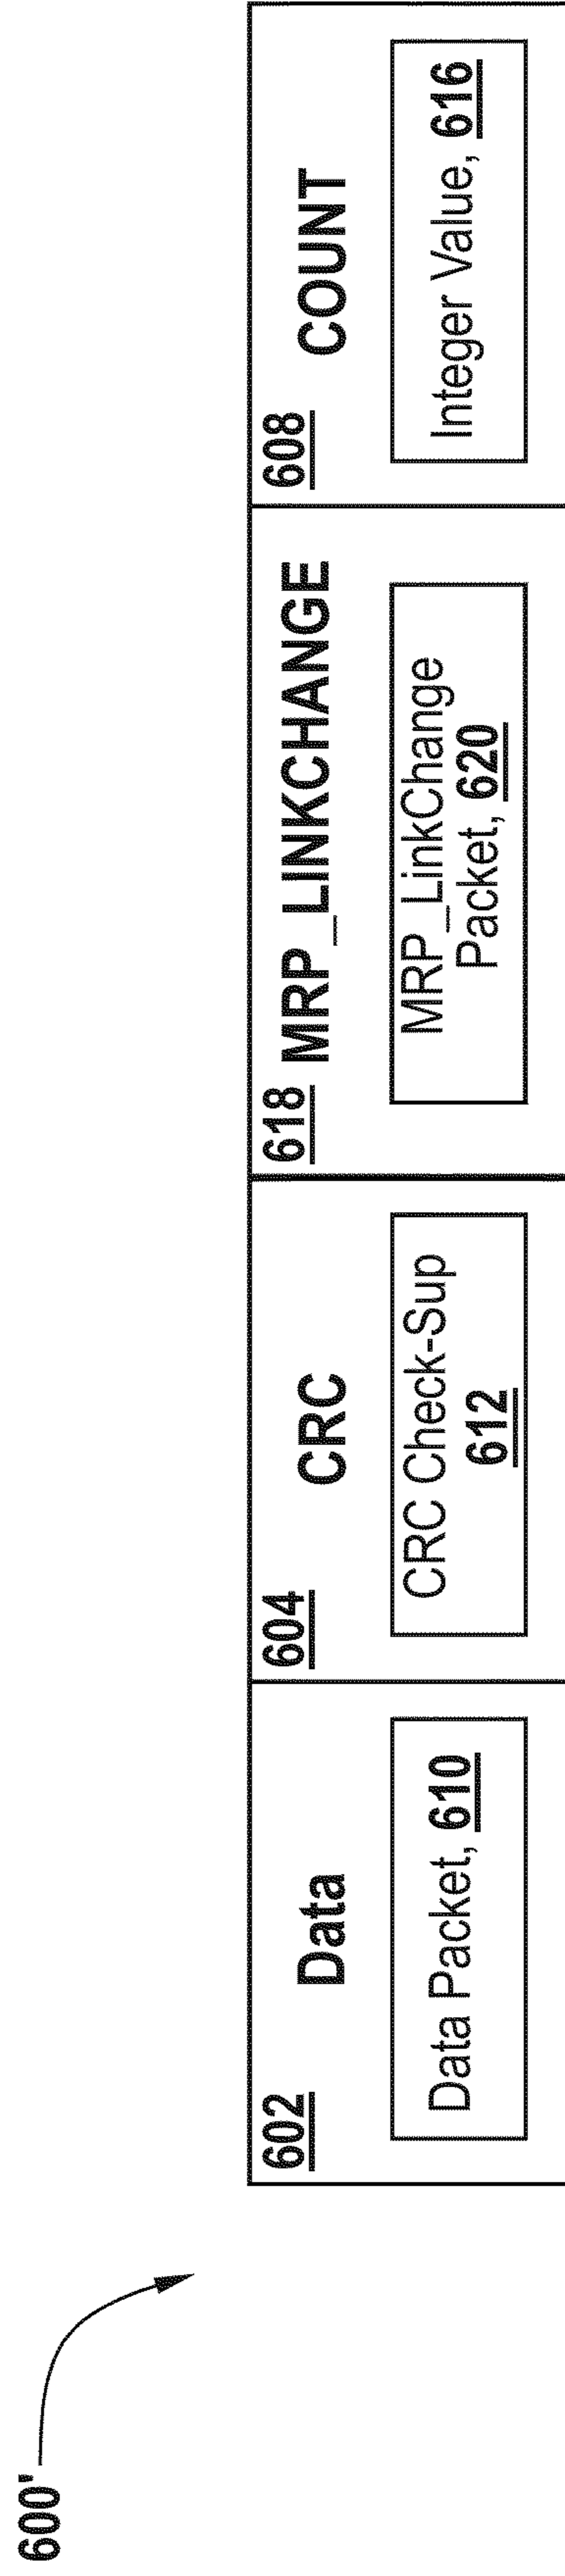 600'
602 Data
Data Packet, 610
604 CRC
CRC Check-Sup
612
618 MRP_LINKCHANGE
MRP_LinkChange
Packet, 620
608 COUNT
Integer Value, 616